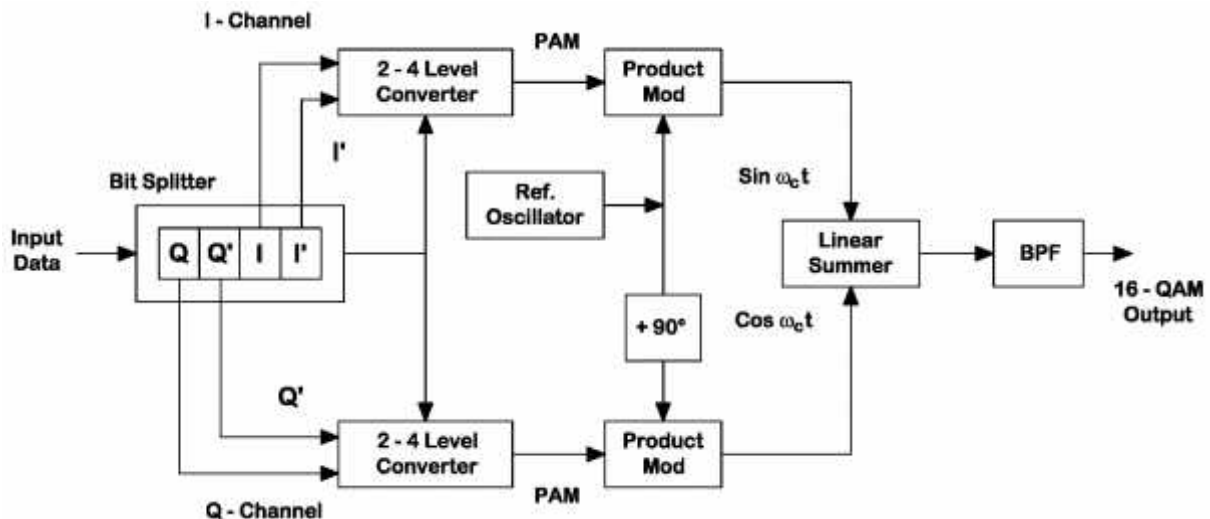 I - Channel
PAM
2 - 4 Level
Converter
Product
Mod
I'
Bit Splitter
Ref.
Oscillator
Sin ωct
Input
Data
Q Q' I I'
Linear
Summer
BPF
16 - QAM
Output
+ 90°
Cos ωct
Q'
2 - 4 Level
Converter
Product
Mod
PAM
Q - Channel